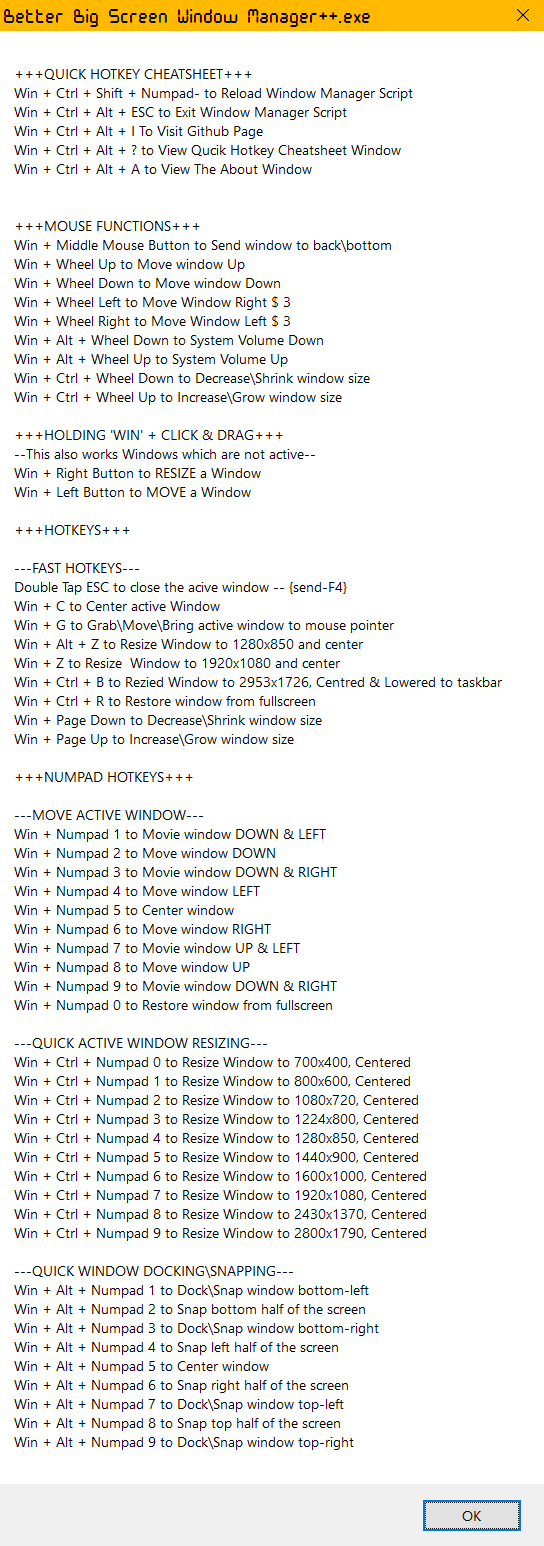 Better Big Screen Window Manager++.exe
+++QUICK HOTKEY CHEATSHEET+++
Win + Ctrl + Shift + Numpad- to Reload Window Manager Script
Win + Ctrl + Alt + ESC to Exit Window Manager Script
Win + Ctrl + Alt + I To Visit Github Page
Win + Ctrl + Alt + ? to View Qucik Hotkey Cheatsheet Window
Win + Ctrl + Alt + A to View The About Window
+++MOUSE FUNCTIONS+++
Win + Middle Mouse Button to Send window to back\bottom
Win + Wheel Up to Move window Up
Win + Wheel Down to Move window Down
Win + Wheel Left to Move Window Right $ 3
Win + Wheel Right to Move Window Left $ 3
Win + Alt + Wheel Down to System Volume Down
Win + Alt + Wheel Up to System Volume Up
Win + Ctrl + Wheel Down to Decrease\Shrink window size
Win + Ctrl + Wheel Up to Increase\Grow window size
+++HOLDING 'WIN' + CLICK & DRAG+++
--This also works Windows which are not active--
Win + Right Button to RESIZE a Window
Win + Left Button to MOVE a Window
+++HOTKEYS+++
---FAST HOTKEYS---
Double Tap ESC to close the acive window -- {send-F4}
Win + C to Center active Window
Win + G to Grab\Move\Bring active window to mouse pointer
Win + Alt + Z to Resize Window to 1280x850 and center
Win + Z to Resize  Window to 1920x1080 and center
Win + Ctrl + B to Rezied Window to 2953x1726, Centred & Lowered to taskbar
Win + Ctrl + R to Restore window from fullscreen
Win + Page Down to Decrease\Shrink window size
Win + Page Up to Increase\Grow window size
+++NUMPAD HOTKEYS+++
---MOVE ACTIVE WINDOW---
Win + Numpad 1 to Movie window DOWN & LEFT
Win + Numpad 2 to Move window DOWN
Win + Numpad 3 to Movie window DOWN & RIGHT
Win + Numpad 4 to Move window LEFT
Win + Numpad 5 to Center window
Win + Numpad 6 to Move window RIGHT
Win + Numpad 7 to Movie window UP & LEFT
Win + Numpad 8 to Move window UP
Win + Numpad 9 to Movie window DOWN & RIGHT
Win + Numpad 0 to Restore window from fullscreen
---QUICK ACTIVE WINDOW RESIZING---
Win + Ctrl + Numpad 0 to Resize Window to 700x400, Centered
Win + Ctrl + Numpad 1 to Resize Window to 800x600, Centered
Win + Ctrl + Numpad 2 to Resize Window to 1080x720, Centered
Win + Ctrl + Numpad 3 to Resize Window to 1224x800, Centered
Win + Ctrl + Numpad 4 to Resize Window to 1280x850, Centered
Win + Ctrl + Numpad 5 to Resize Window to 1440x900, Centered
Win + Ctrl + Numpad 6 to Resize Window to 1600x1000, Centered
Win + Ctrl + Numpad 7 to Resize Window to 1920x1080, Centered
Win + Ctrl + Numpad 8 to Resize Window to 2430x1370, Centered
Win + Ctrl + Numpad 9 to Resize Window to 2800x1790, Centered
---QUICK WINDOW DOCKING\SNAPPING---
Win + Alt + Numpad 1 to Dock\Snap window bottom-left
Win + Alt + Numpad 2 to Snap bottom half of the screen
Win + Alt + Numpad 3 to Dock\Snap window bottom-right
Win + Alt + Numpad 4 to Snap left half of the screen
Win + Alt + Numpad 5 to Center window
Win + Alt + Numpad 6 to Snap right half of the screen
Win + Alt + Numpad 7 to Dock\Snap window top-left
Win + Alt + Numpad 8 to Snap top half of the screen
Win + Alt + Numpad 9 to Dock\Snap window top-right
OK